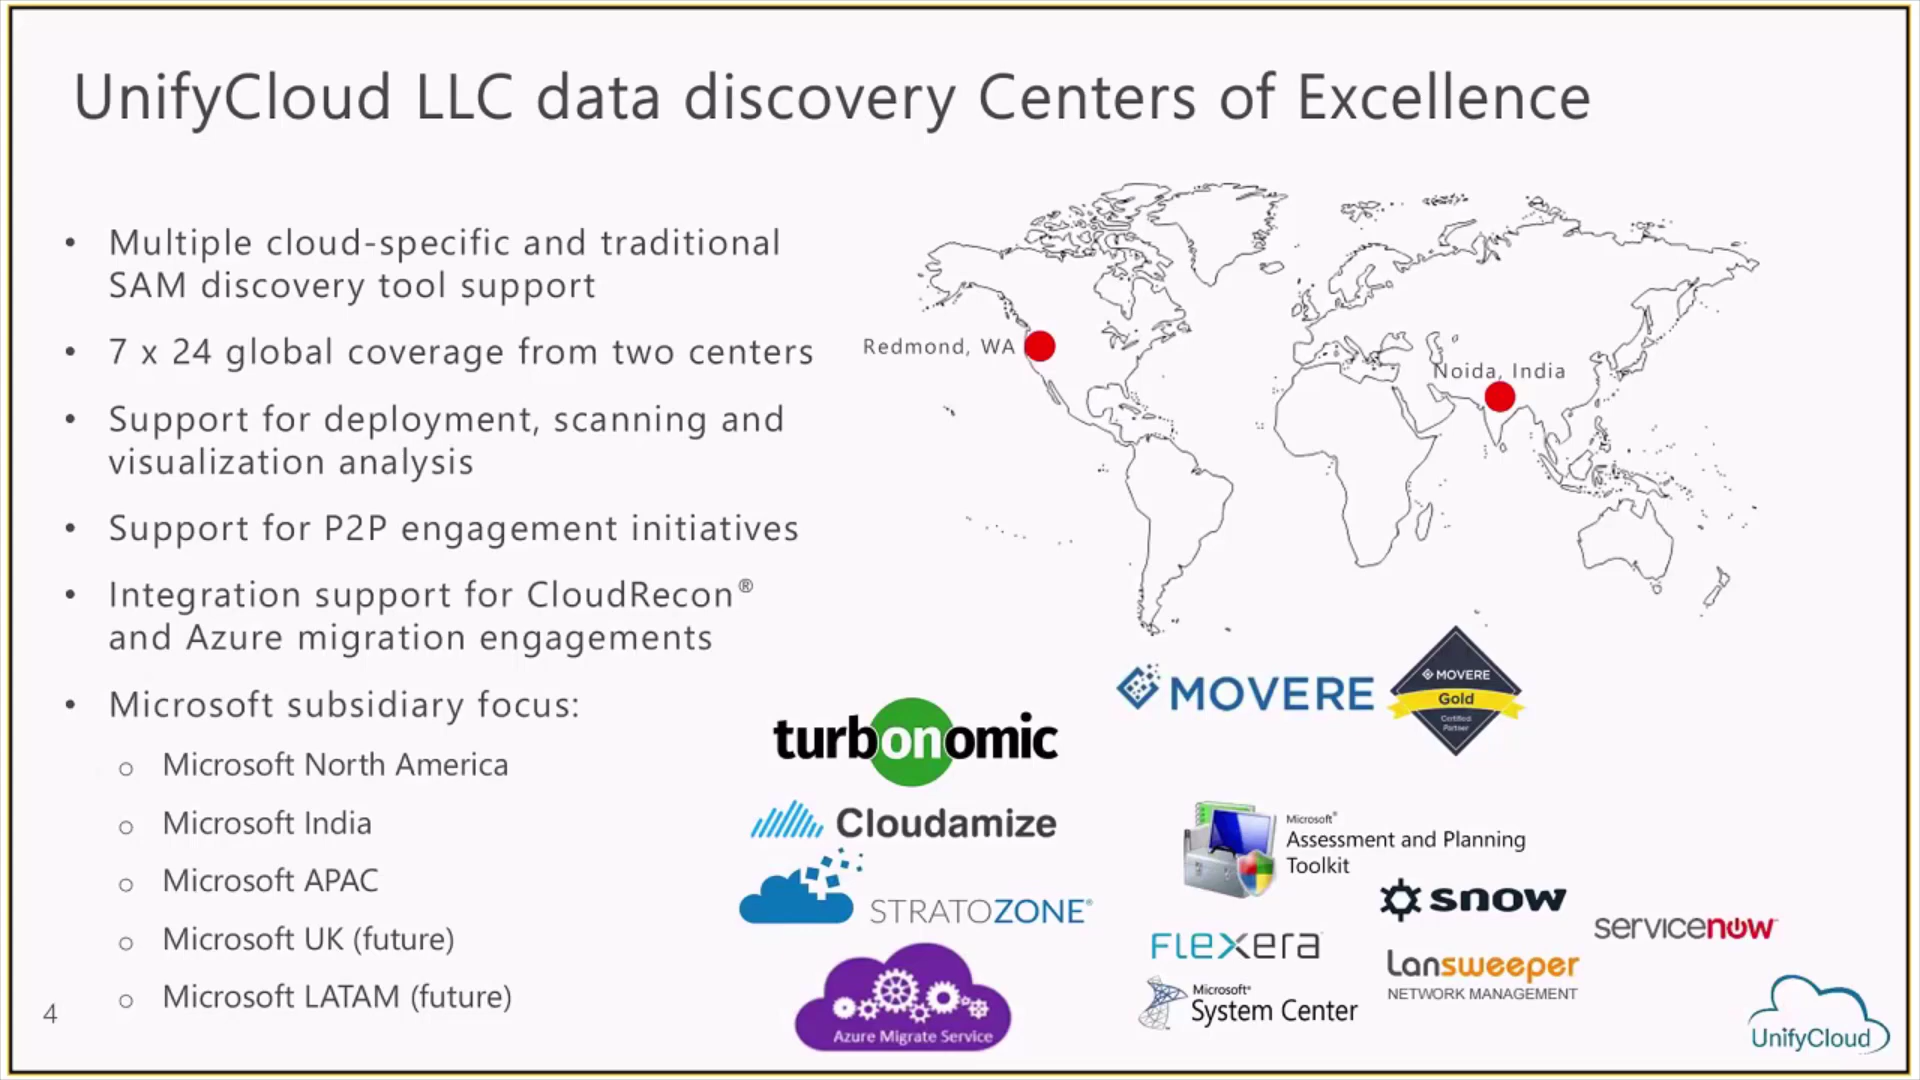 UnifyCloud LLC data discovery Centers of Excellence
• Multiple cloud-specific and traditional
SAM discovery tool support
• 7 x 24 global coverage from two centers
• Support for deployment, scanning and
visualization analysis
• Support for P2P engagement initiatives
• Integration support for CloudRecon®
and Azure migration engagements
• Microsoft subsidiary focus:
o Microsoft North America
o Microsoft India
o Microsoft APAC
o Microsoft UK (future)
o Microsoft LATAM (future)
Redmond, WA
Noida, India
MOVERE
MOVERE
Gold
Certified
Partner
turbonomic
Cloudamize
STRATOZONE®
Azure Migrate Service
Microsoft®
Assessment and Planning
Toolkit
snow
servicenow
FLEXERA
Lansweeper
NETWORK MANAGEMENT
Microsoft®
System Center
UnifyCloud
4